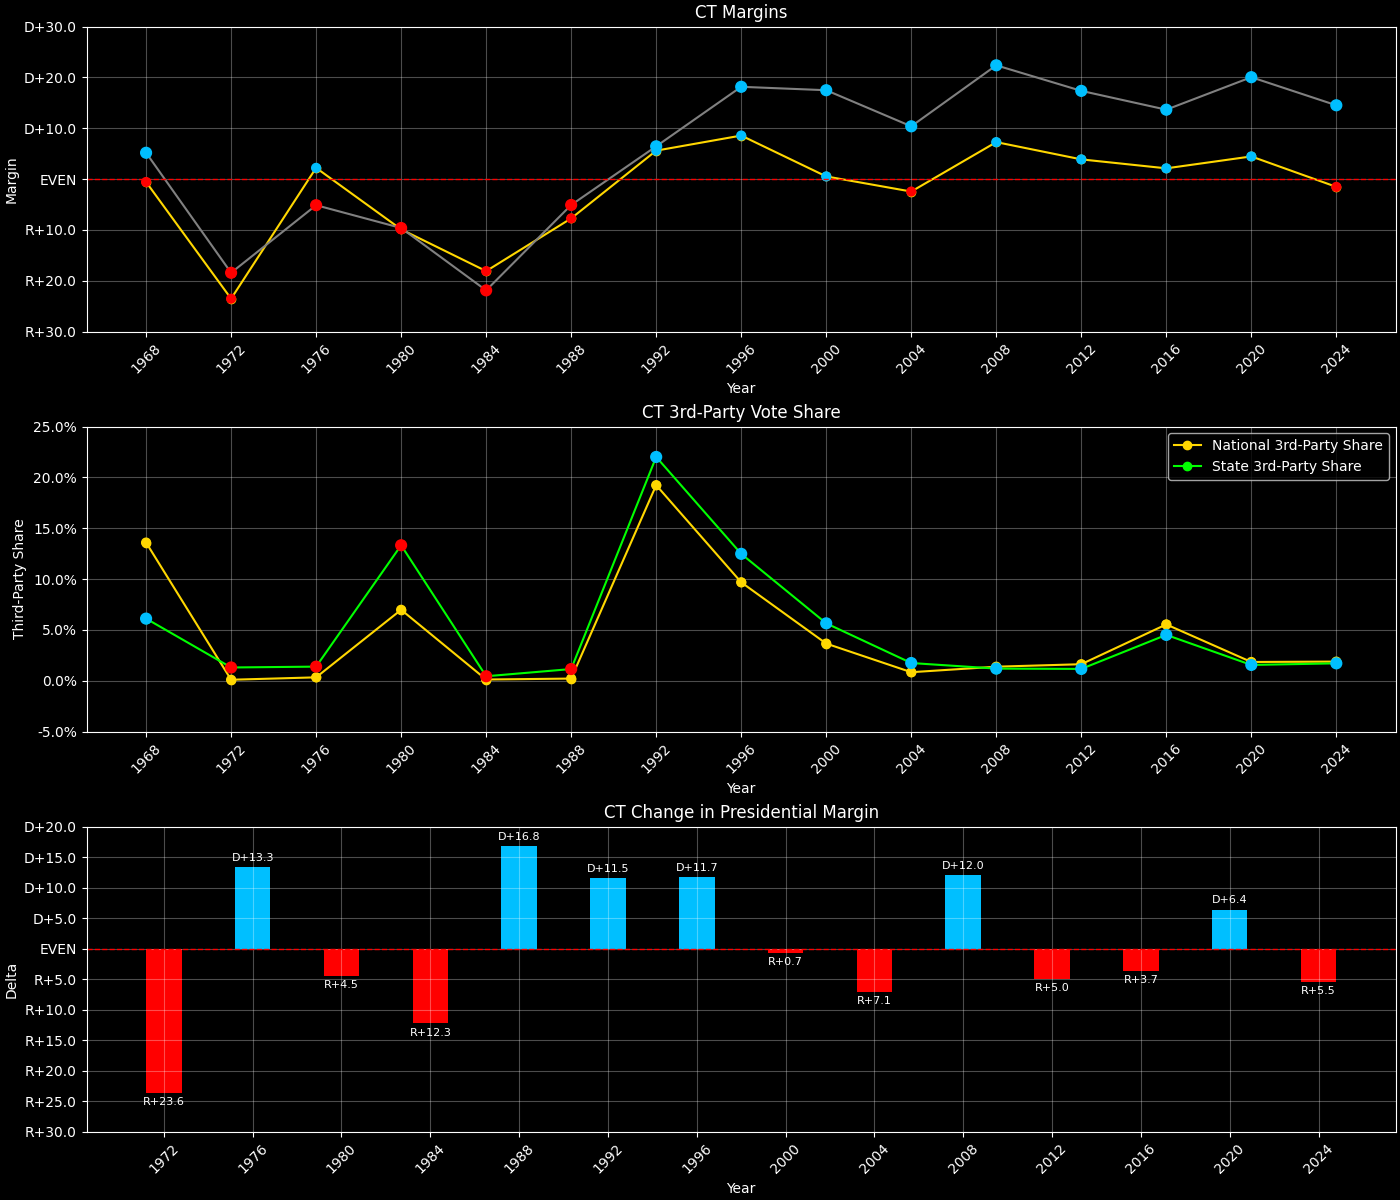 CT Margins
D+30.0
D+20.0
D+10.0
EVEN
R+10.0
R+20.0
R+30.0
Margin
1968 1972 1976 1980 1984 1988 1992 1996 2000 2004 2008 2012 2016 2020 2024
Year
CT 3rd-Party Vote Share
25.0%
20.0%
15.0%
10.0%
5.0%
0.0%
-5.0%
Third-Party Share
National 3rd-Party Share
State 3rd-Party Share
1968 1972 1976 1980 1984 1988 1992 1996 2000 2004 2008 2012 2016 2020 2024
Year
CT Change in Presidential Margin
D+20.0
D+15.0
D+10.0
D+5.0
EVEN
R+5.0
R+10.0
R+15.0
R+20.0
R+25.0
R+30.0
Delta
R+23.6
D+13.3
R+4.5
R+12.3
D+16.8
D+11.5
D+11.7
R+0.7
R+7.1
D+12.0
R+5.0
R+3.7
D+6.4
R+5.5
1972 1976 1980 1984 1988 1992 1996 2000 2004 2008 2012 2016 2020 2024
Year